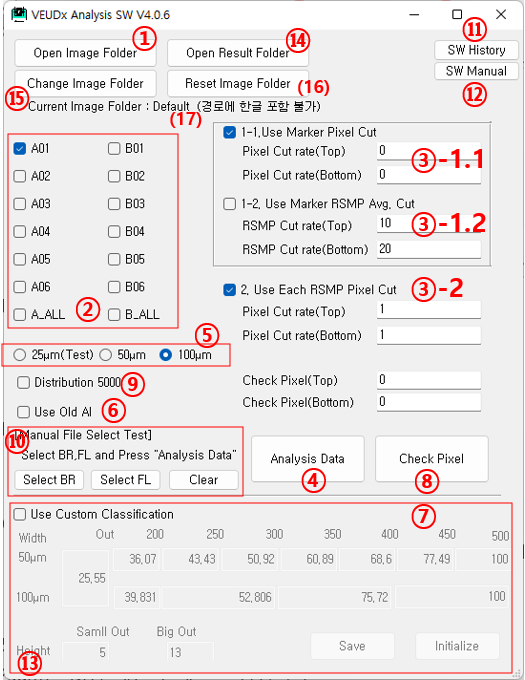 VEUDx Analysis SW V4.0.6
① ⑭ ⑪
Open Image Folder Open Result Folder SW History
Change Image Folder Reset Image Folder (16) SW Manual
⑮ ⑫
Current Image Folder : Default (경로에 한글 포함 불가)
(17)
A01 B01 1-1.Use Marker Pixel Cut
A02 B02 Pixel Cut rate(Top) 0
③-1.1
A03 B03 Pixel Cut rate(Bottom) 0
A04 B04 1-2, Use Marker RSMP Avg, Cut
A05 B05 RSMP Cut rate(Top) 10
③-1.2
A06 B06 RSMP Cut rate(Bottom) 20
A_ALL ② B_ALL 2, Use Each RSMP Pixel Cut ③-2
Pixel Cut rate(Top) 1
⑤
Pixel Cut rate(Bottom) 1
25μm(Test) 50μm 100μm
Distribution 5000 ⑨ Check Pixel(Top) 0
Use Old AI ⑥ Check Pixel(Bottom) 0
⑩
[Manual File Select Test]
Select BR,FL and Press "Analysis Data"
Select BR Select FL Clear
Analysis Data Check Pixel
④ ⑧
Use Custom Classification ⑦
Width Out 200 250 300 350 400 450 500
50μm 36,07 43,43 50,92 60,89 68,6 77,49 100
25,55
100μm 39,831 52,806 75,72 100
Samll Out Big Out
Height 5 13 Save Initialize
⑬